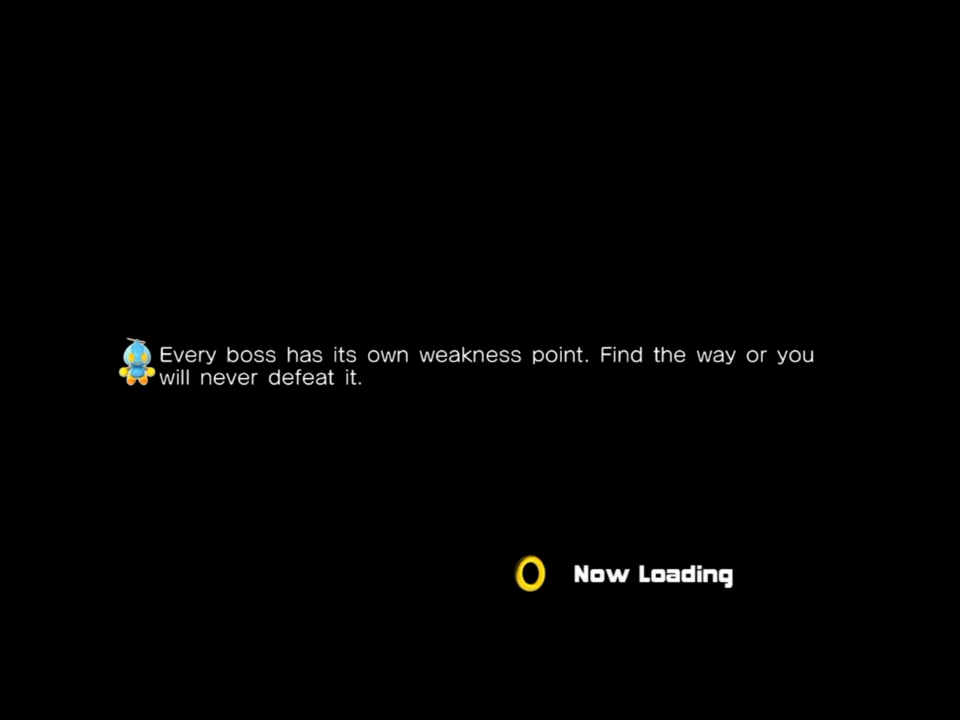 Every boss has its own weakness point. Find the way or you
will never defeat it.
Now Loading